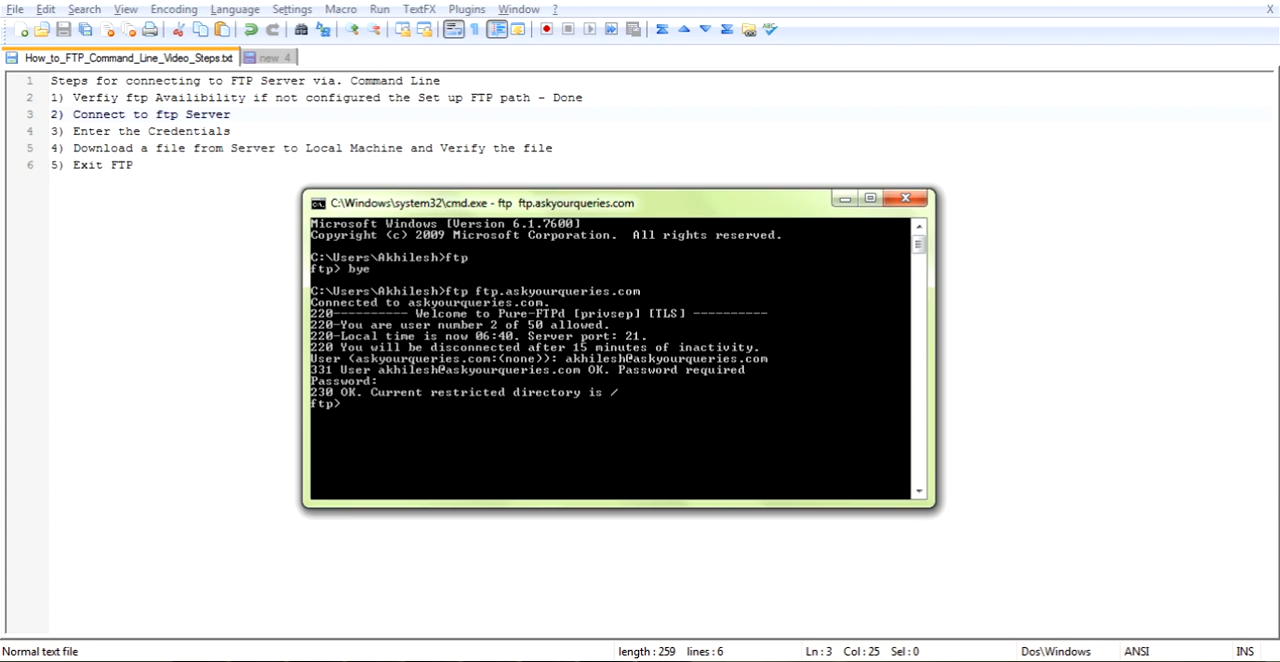 File Edit Search View Encoding Language Settings Macro Run TextFX Plugins Window ? X
How_to_FTP_Command_Line_Video_Steps.txt new 4
1 Steps for connecting to FTP Server via. Command Line
2 1) Verfiy ftp Availibility if not configured the Set up FTP path - Done
3 2) Connect to ftp Server
4 3) Enter the Credentials
5 4) Download a file from Server to Local Machine and Verify the file
6 5) Exit FTP
C:\Windows\system32\cmd.exe - ftp ftp.askyourqueries.com
Microsoft Windows [Version 6.1.7600]
Copyright (c) 2009 Microsoft Corporation. All rights reserved.
C:\Users\Akhilesh>ftp
ftp> bye
C:\Users\Akhilesh>ftp ftp.askyourqueries.com
Connected to askyourqueries.com.
220---------- Welcome to Pure-FTPd [privsep] [TLS] ----------
220-You are user number 2 of 50 allowed.
220-Local time is now 06:40. Server port: 21.
220 You will be disconnected after 15 minutes of inactivity.
User (askyourqueries.com:(none)): akhilesh@askyourqueries.com
331 User akhilesh@askyourqueries.com OK. Password required
Password:
230 OK. Current restricted directory is /
ftp>
Normal text file length : 259 lines : 6 Ln : 3 Col : 25 Sel : 0 Dos\Windows ANSI INS